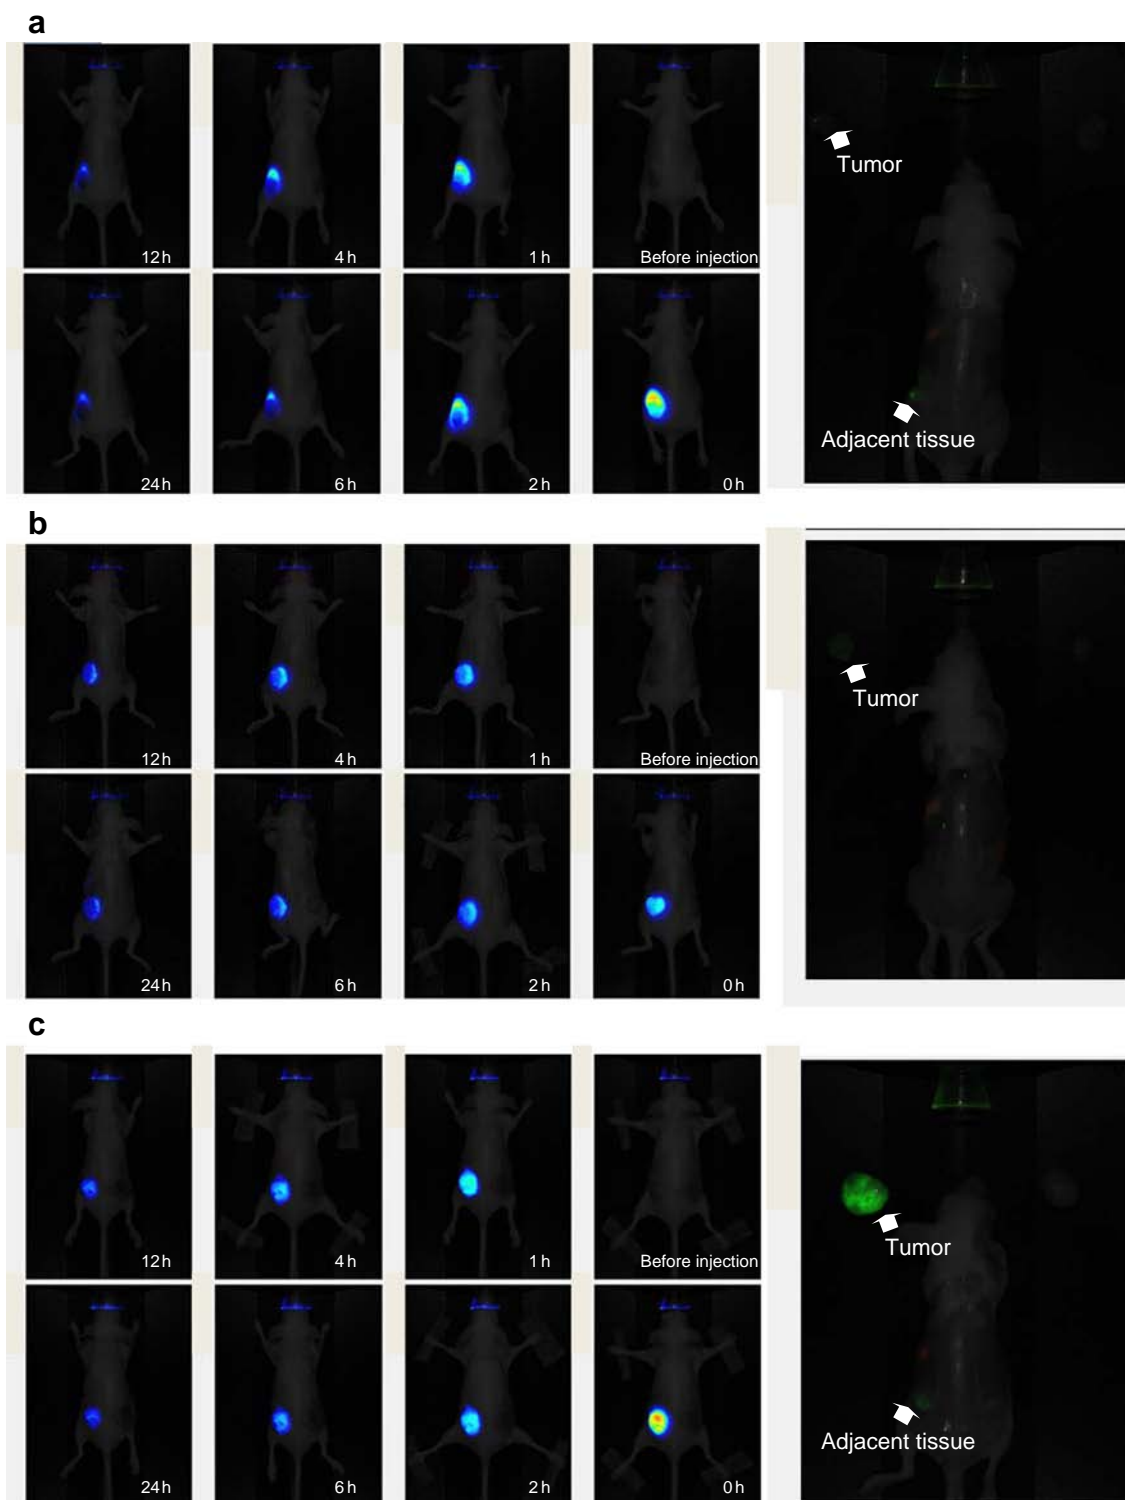 a
12 h
4 h
1 h
Before injection
24 h
6 h
2 h
0 h
Tumor
Adjacent tissue
b
12 h
4 h
1 h
Before injection
24 h
6 h
2 h
0 h
Tumor
c
12 h
4 h
1 h
Before injection
24 h
6 h
2 h
0 h
Tumor
Adjacent tissue